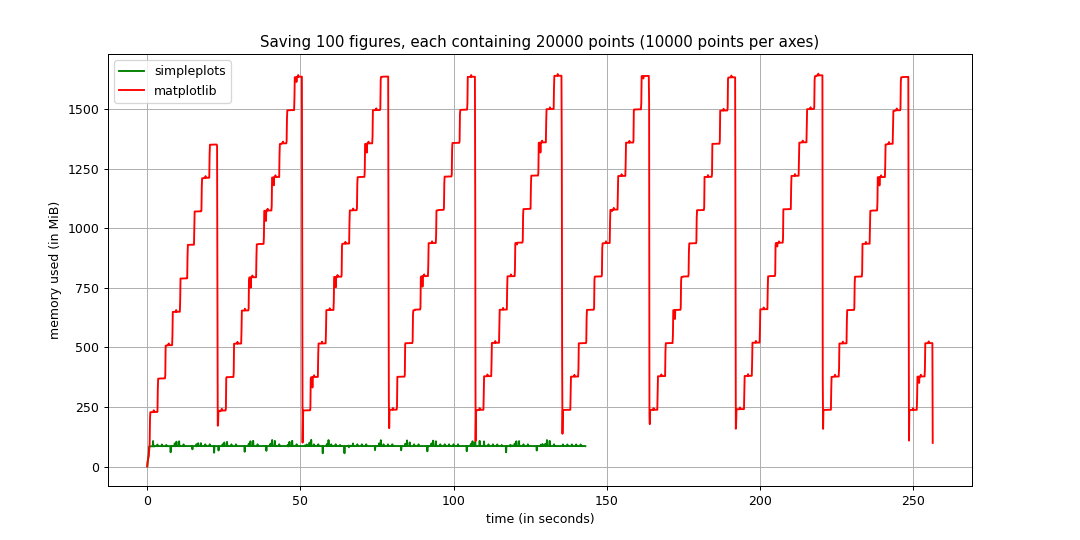 Saving 100 figures, each containing 20000 points (10000 points per axes)
simpleplots
matplotlib
memory used (in MiB)
1500
1250
1000
750
500
250
0
0 50 100 150 200 250
time (in seconds)